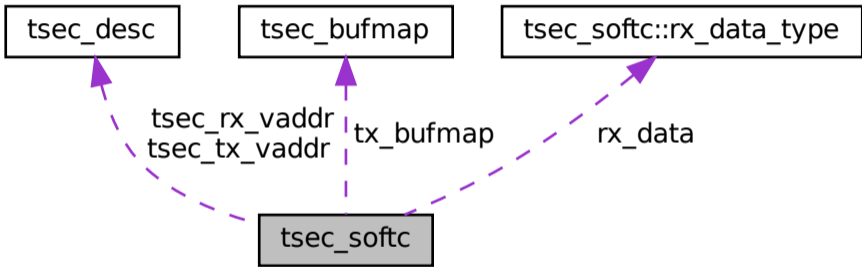 tsec_desc
tsec_bufmap
tsec_softc::rx_data_type
tsec_rx_vaddr
tsec_tx_vaddr
tx_bufmap
rx_data
tsec_softc